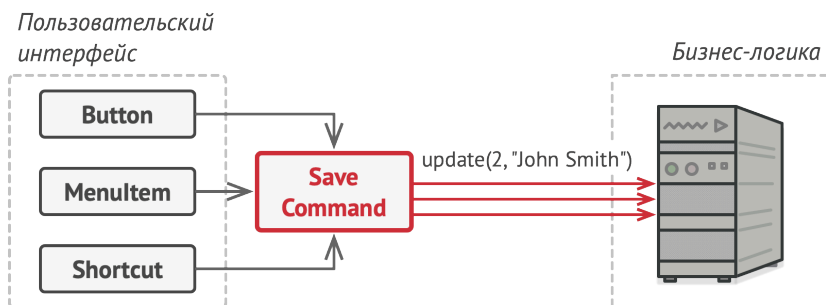 Пользовательский
интерфейс
Бизнес-логика
Button
MenuItem
Shortcut
Save
Command
update(2, "John Smith")